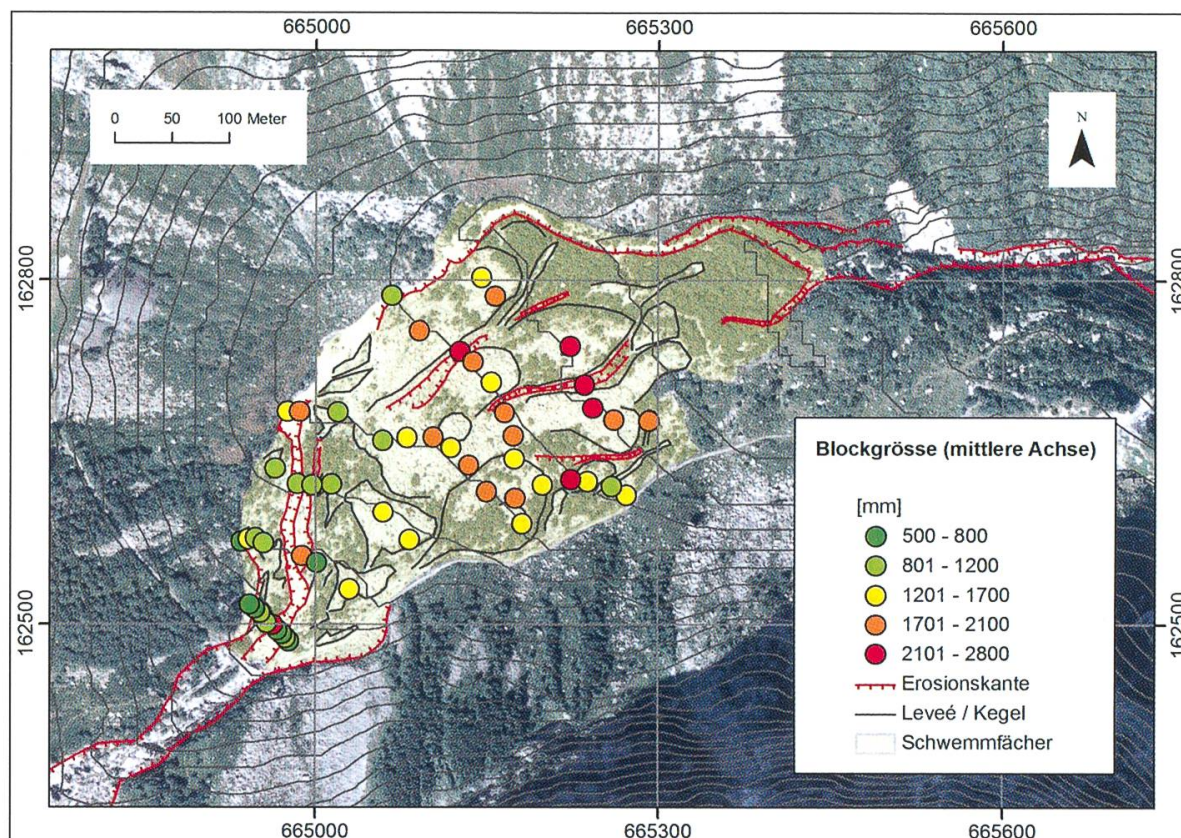 665000 665300 665600
0 50 100 Meter
N
162800 162800
Blockgrösse (mittlere Achse)
[mm]
500 - 800
801 - 1200
1201 - 1700
1701 - 2100
2101 - 2800
Erosionskante
Leveé / Kegel
Schwemmfächer
162500 162500
665000 665300 665600